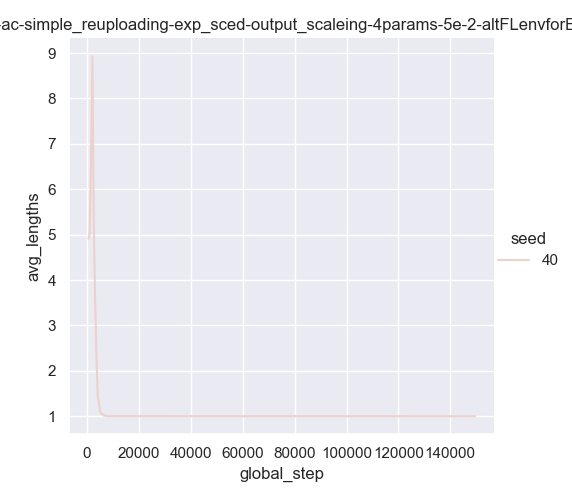 -ac-simple_reuploading-exp_sced-output_scaleing-4params-5e-2-altFLenvforE
9
8
7
6
5
4
3
2
1
avg_lengths
0 20000 40000 60000 80000 100000 120000 140000
global_step
seed
40